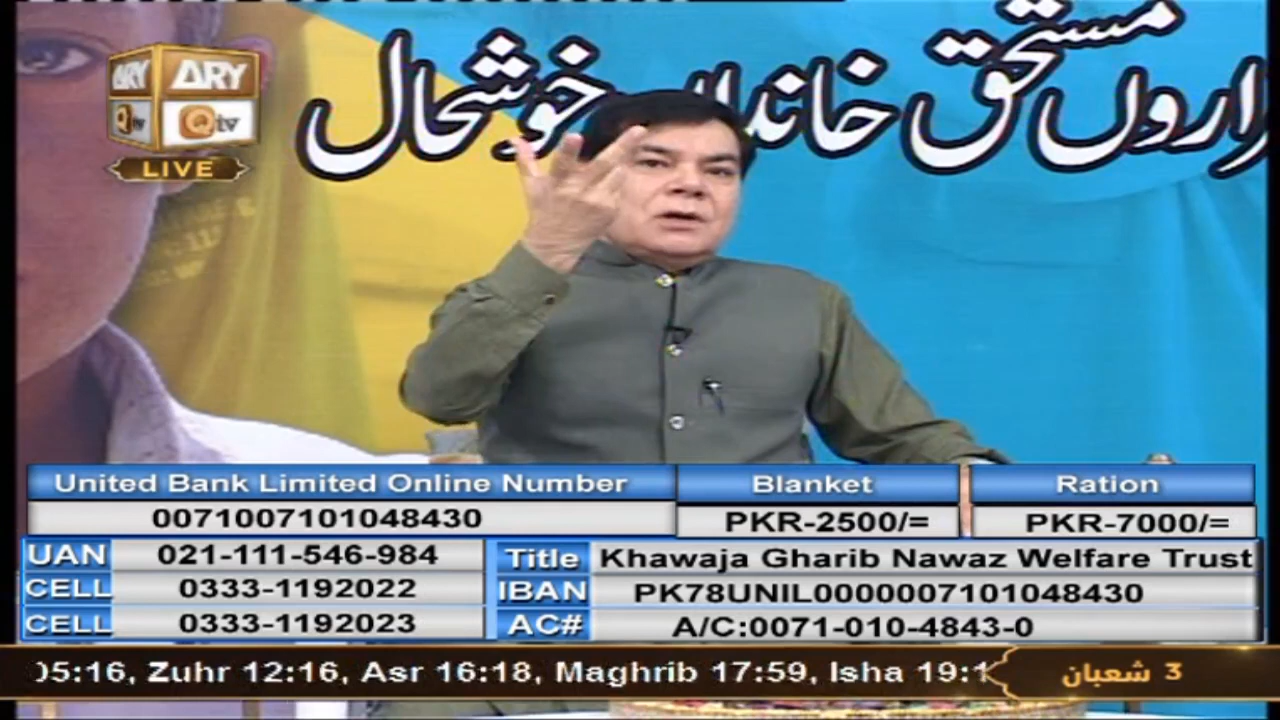 مستحق
اروں خاندان خوشحال
ARY ARY
Qtv Qtv
LIVE
United Bank Limited Online Number Blanket Ration
0071007101048430 PKR-2500/= PKR-7000/=
UAN 021-111-546-984 Title Khawaja Gharib Nawaz Welfare Trust
CELL 0333-1192022 IBAN PK78UNIL0000007101048430
CELL 0333-1192023 AC# A/C:0071-010-4843-0
05:16, Zuhr 12:16, Asr 16:18, Maghrib 17:59, Isha 19:1 3 شعبان